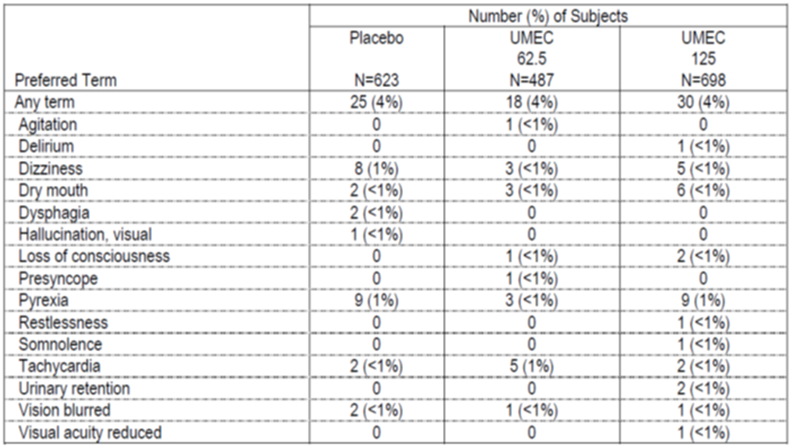 Number (%) of Subjects
Placebo UMEC UMEC
62.5 125
Preferred Term N=623 N=487 N=698
Any term 25 (4%) 18 (4%) 30 (4%)
Agitation 0 1 (<1%) 0
Delirium 0 0 1 (<1%)
Dizziness 8 (1%) 3 (<1%) 5 (<1%)
Dry mouth 2 (<1%) 3 (<1%) 6 (<1%)
Dysphagia 2 (<1%) 0 0
Hallucination, visual 1 (<1%) 0 0
Loss of consciousness 0 1 (<1%) 2 (<1%)
Presyncope 0 1 (<1%) 0
Pyrexia 9 (1%) 3 (<1%) 9 (1%)
Restlessness 0 0 1 (<1%)
Somnolence 0 0 1 (<1%)
Tachycardia 2 (<1%) 5 (1%) 2 (<1%)
Urinary retention 0 0 2 (<1%)
Vision blurred 2 (<1%) 1 (<1%) 1 (<1%)
Visual acuity reduced 0 0 1 (<1%)